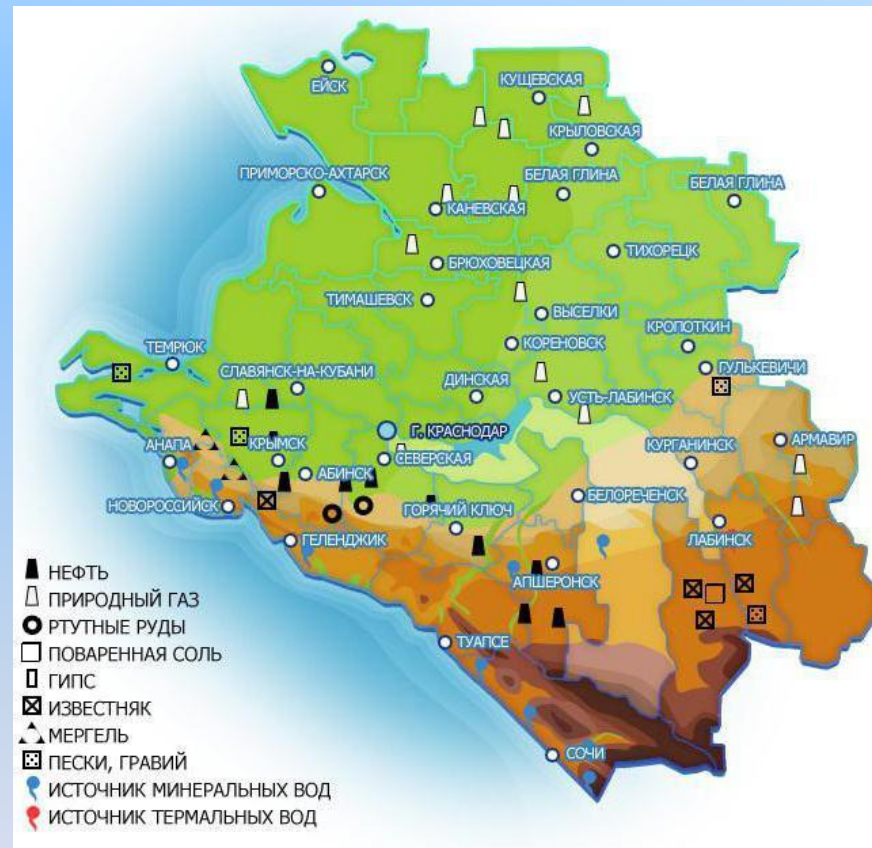 ЕЙСК
КУЩЕВСКАЯ
КРЫЛОВСКАЯ
ПРИМОРСКО-АХТАРСК
БЕЛАЯ ГЛИНА
БЕЛАЯ ГЛИНА
КАНЕВСКАЯ
ТИХОРЕЦК
БРЮХОВЕЦКАЯ
ТИМАШЕВСК
ВЫСЕЛКИ
КРОПОТКИН
ТЕМРЮК
КОРЕНОВСК
ГУЛЬКЕВИЧИ
СЛАВЯНСК-НА-КУБАНИ
ДИНСКАЯ
УСТЬ-ЛАБИНСК
Г. КРАСНОДАР
АНАПА
КРЫМСК
СЕВЕРСКАЯ
КУРГАНИНСК
АРМАВИР
АБИНСК
БЕЛОРЕЧЕНСК
НОВОРОССИЙСК
ГОРЯЧИЙ КЛЮЧ
ГЕЛЕНДЖИК
ЛАБИНСК
АПШЕРОНСК
ТУАПСЕ
СОЧИ
НЕФТЬ
ПРИРОДНЫЙ ГАЗ
РТУТНЫЕ РУДЫ
ПОВАРЕННАЯ СОЛЬ
ГИПС
ИЗВЕСТНЯК
МЕРГЕЛЬ
ПЕСКИ, ГРАВИЙ
ИСТОЧНИК МИНЕРАЛЬНЫХ ВОД
ИСТОЧНИК ТЕРМАЛЬНЫХ ВОД